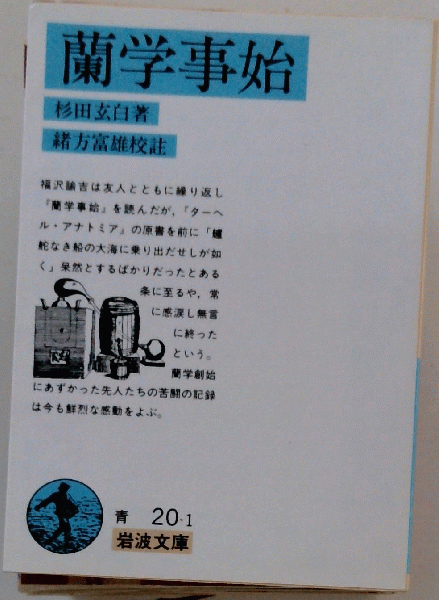 蘭学事始
杉田玄白著
緒方富雄校註
福沢諭吉は友人とともに繰り返し
『蘭学事始』を読んだが,「ターヘ
ル・アナトミア』の原書を前に「艫
舵なき船の大海に乗り出だせしが如
く」呆然とするばかりだったとある
条に至るや,常
に感涙し無言
に終った
という。
蘭学創始
にあずかった先人たちの苦闘の記録
は今も鮮烈な感動をよぶ。
青 20-1
岩波文庫